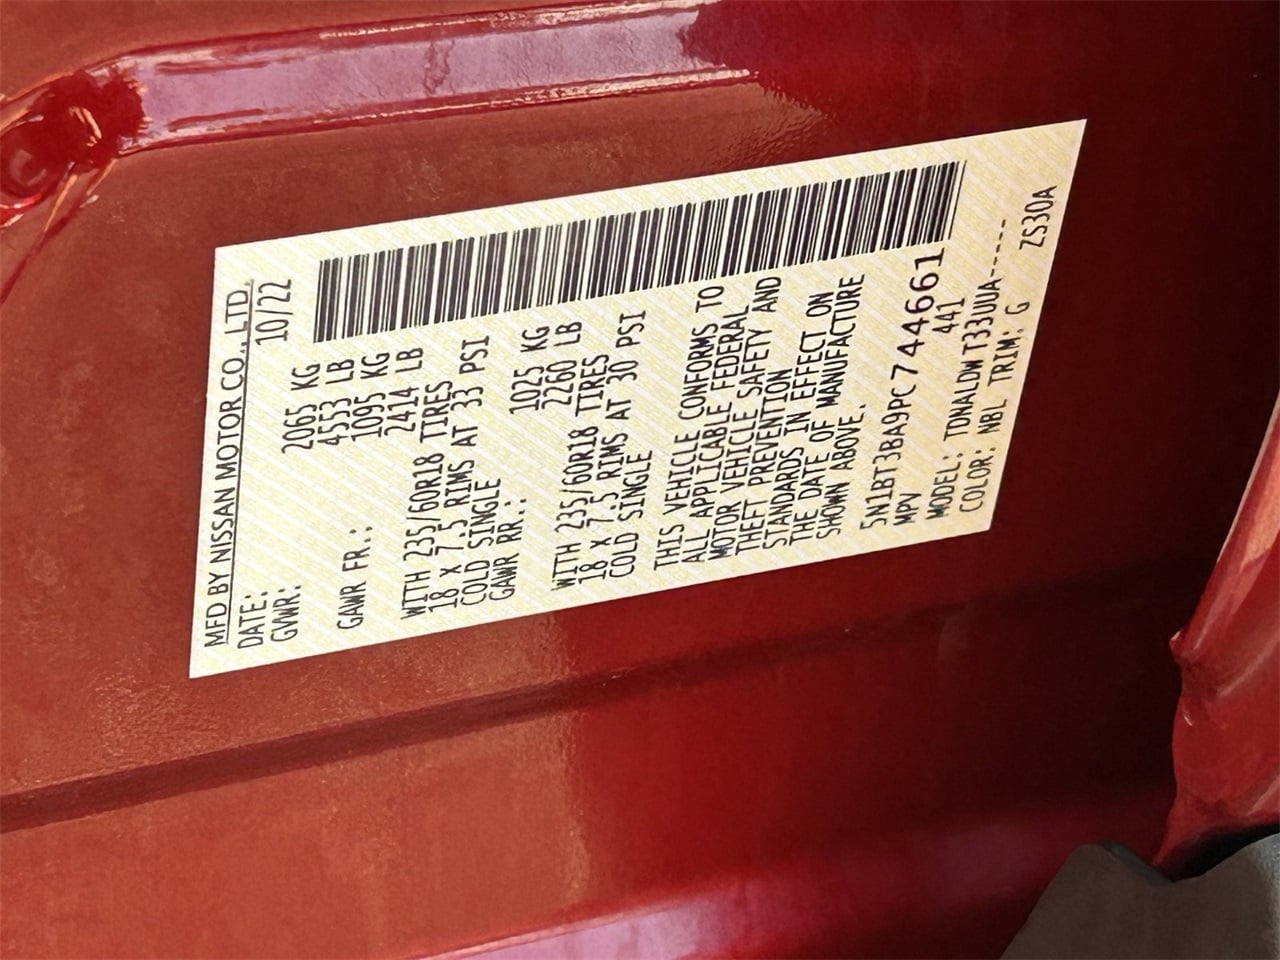 MFD BY NISSAN MOTOR CO., LTD.
DATE: 10/22
GVWR: 2065 KG
4553 LB
GAWR FR.: 1095 KG
2414 LB
WITH 235/60R18 TIRES
18 X 7.5 RIMS AT 33 PSI
COLD SINGLE
GAWR RR.: 1025 KG
2260 LB
WITH 235/60R18 TIRES
18 X 7.5 RIMS AT 30 PSI
COLD SINGLE
THIS VEHICLE CONFORMS TO
ALL APPLICABLE FEDERAL
MOTOR VEHICLE SAFETY AND
THEFT PREVENTION
STANDARDS IN EFFECT ON
THE DATE OF MANUFACTURE
SHOWN ABOVE.
5N1BT3BA9PC744661
MPV 441
MODEL: TDNALDWT33UUA-----
COLOR: NBL TRIM: G ZS30A